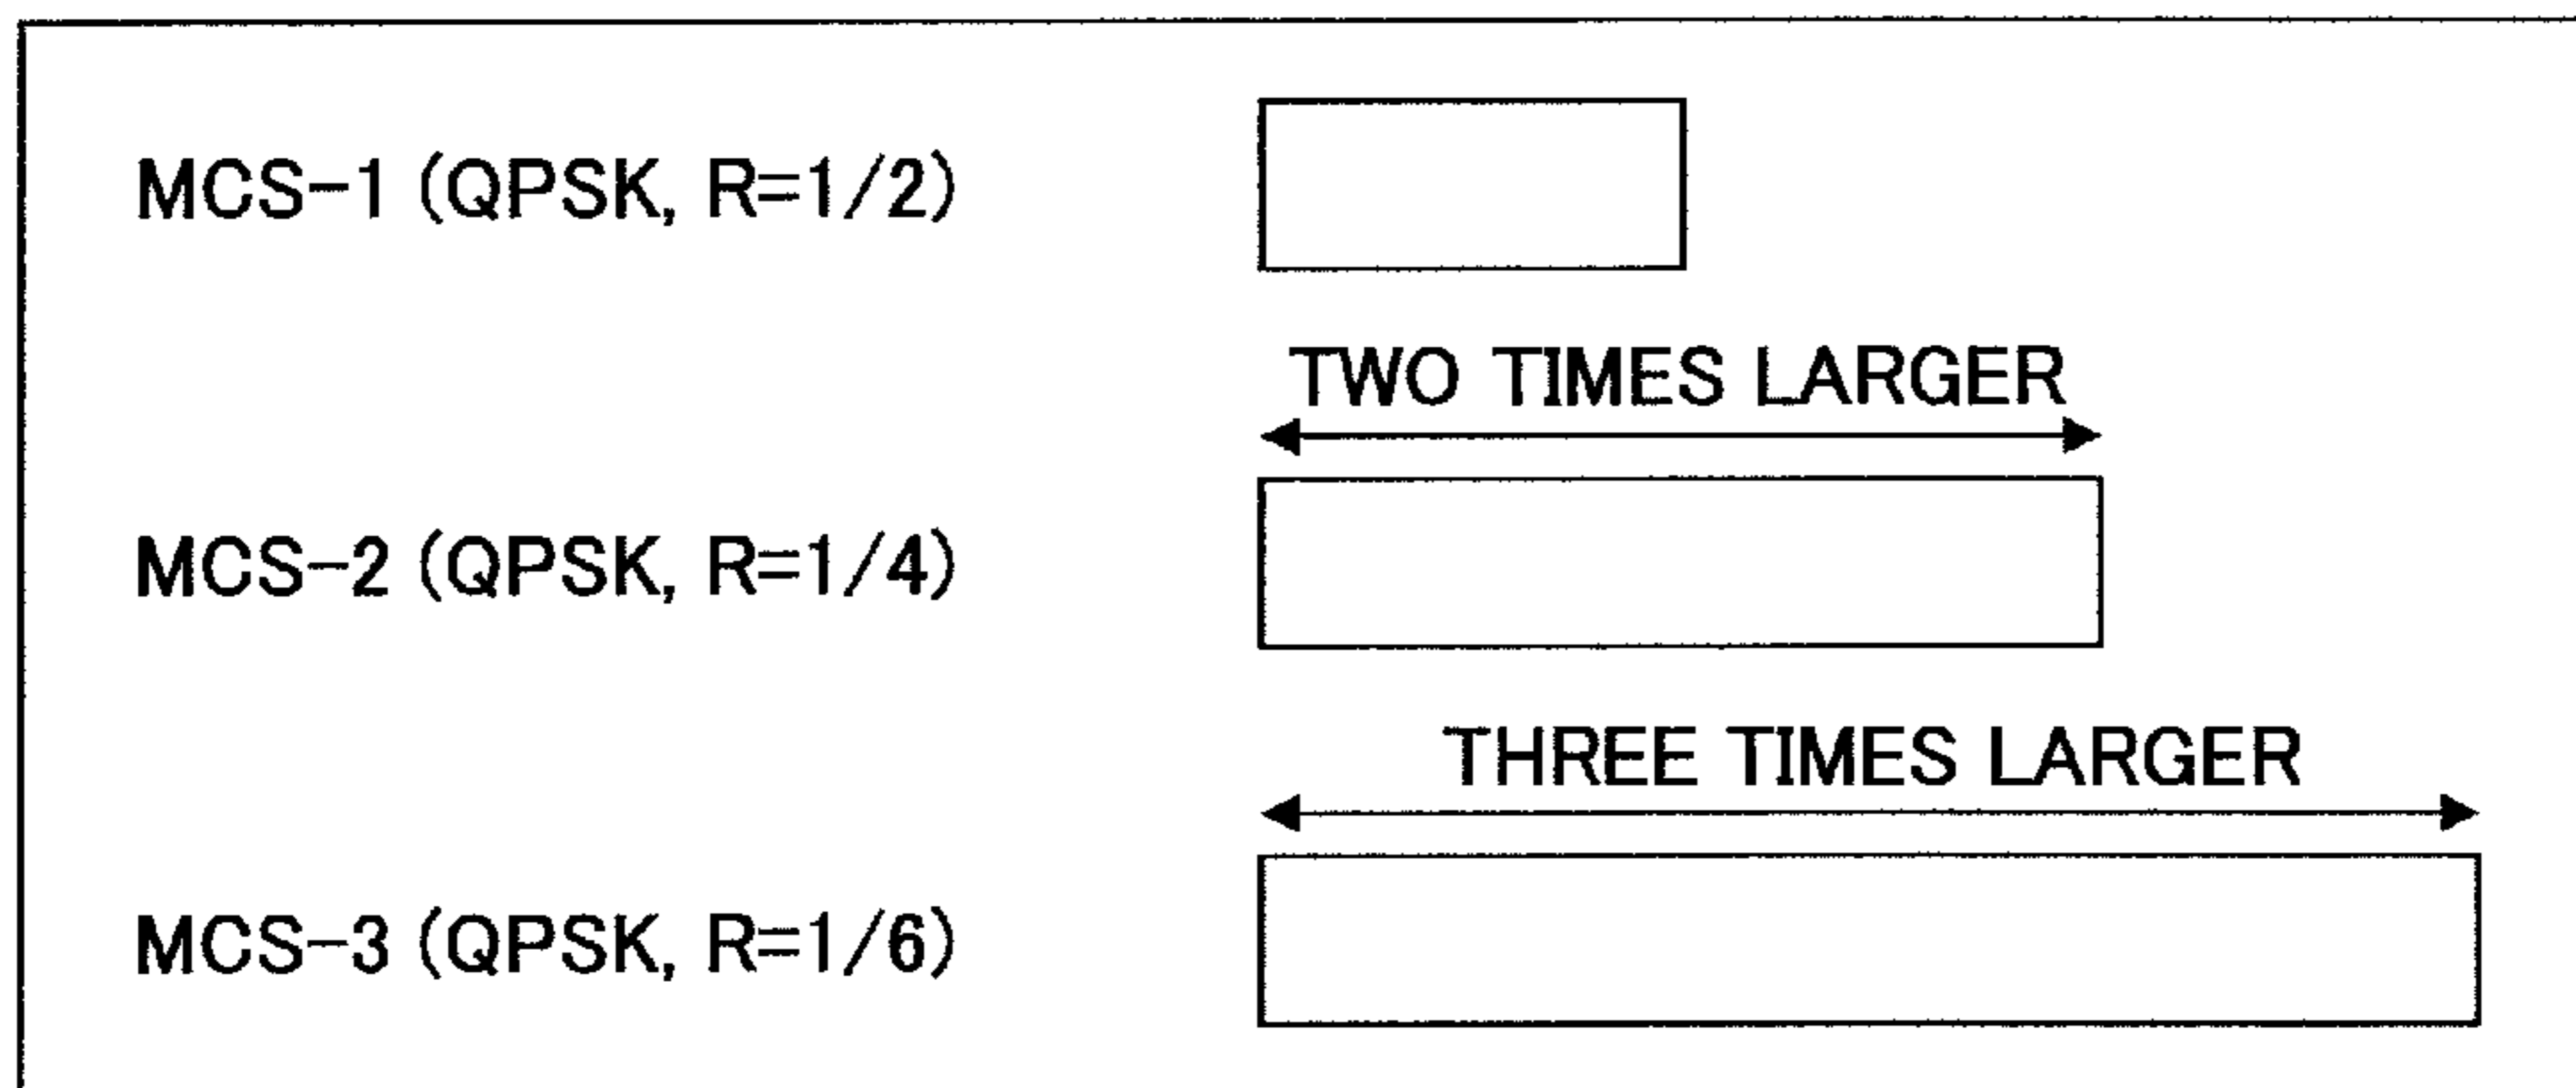 MCS-1 (QPSK, R=1/2)
TWO TIMES LARGER
MCS-2 (QPSK, R=1/4)
THREE TIMES LARGER
MCS-3 (QPSK, R=1/6)